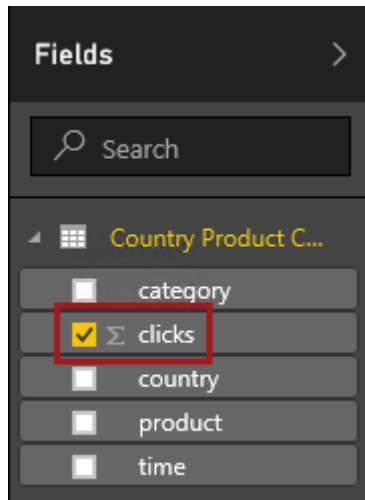 Fields
Search
Country Product C...
category
Σ clicks
country
product
time